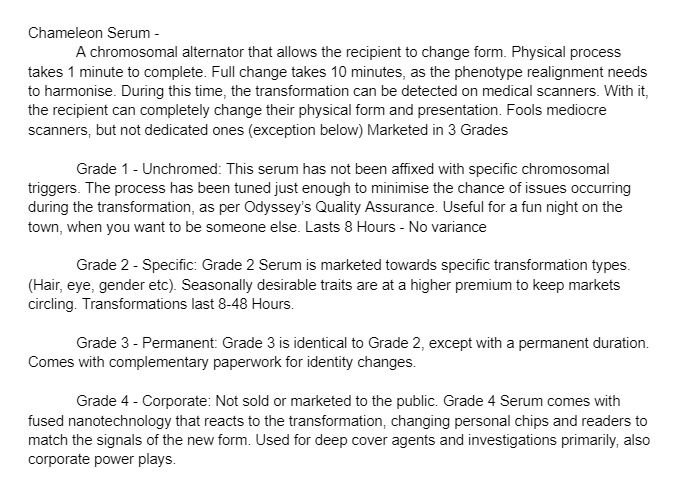 Chameleon Serum -
A chromosomal alternator that allows the recipient to change form. Physical process
takes 1 minute to complete. Full change takes 10 minutes, as the phenotype realignment needs
to harmonise. During this time, the transformation can be detected on medical scanners. With it,
the recipient can completely change their physical form and presentation. Fools mediocre
scanners, but not dedicated ones (exception below) Marketed in 3 Grades
Grade 1 - Unchromed: This serum has not been affixed with specific chromosomal
triggers. The process has been tuned just enough to minimise the chance of issues occurring
during the transformation, as per Odyssey's Quality Assurance. Useful for a fun night on the
town, when you want to be someone else. Lasts 8 Hours - No variance
Grade 2 - Specific: Grade 2 Serum is marketed towards specific transformation types.
(Hair, eye, gender etc). Seasonally desirable traits are at a higher premium to keep markets
circling. Transformations last 8-48 Hours.
Grade 3 - Permanent: Grade 3 is identical to Grade 2, except with a permanent duration.
Comes with complementary paperwork for identity changes.
Grade 4 - Corporate: Not sold or marketed to the public. Grade 4 Serum comes with
fused nanotechnology that reacts to the transformation, changing personal chips and readers to
match the signals of the new form. Used for deep cover agents and investigations primarily, also
corporate power plays.